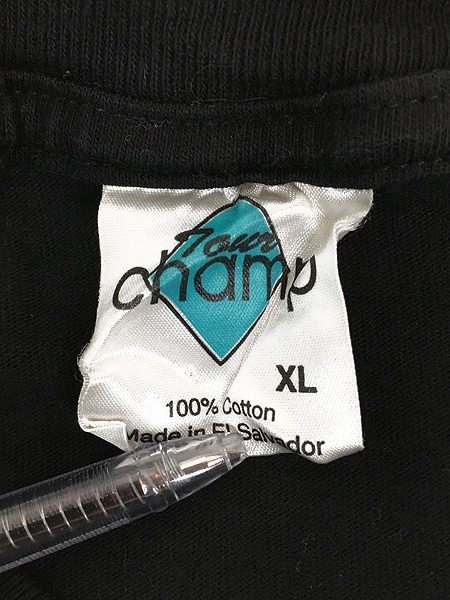 Tour
champ
XL
100% Cotton
Made in El Salvador